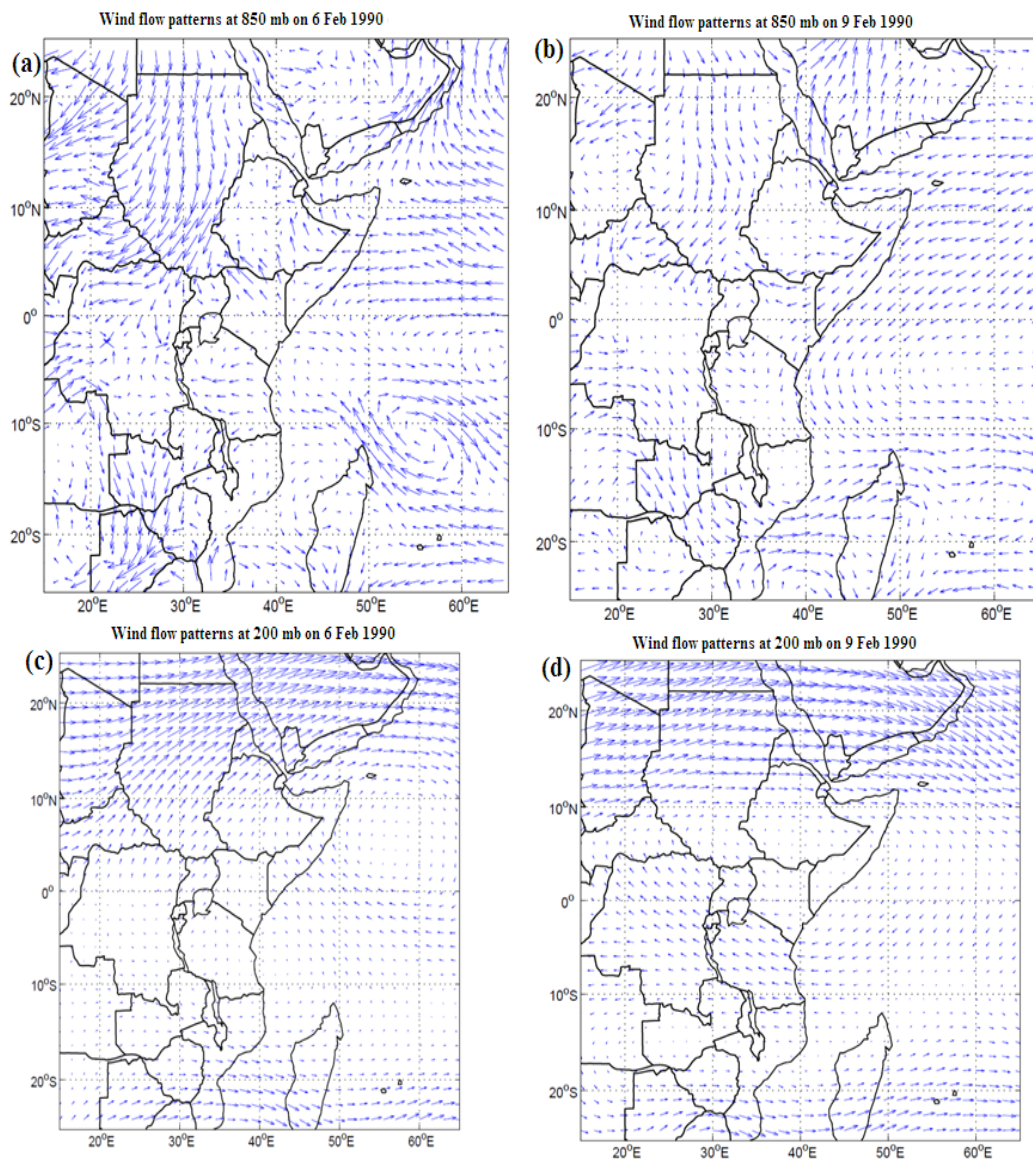 Wind flow patterns at 850 mb on 6 Feb 1990
Wind flow patterns at 850 mb on 9 Feb 1990
(a)
20°N
10°N
0°
10°S
20°S
20°E 30°E 40°E 50°E 60°E
(b)
20°N
10°N
0°
10°S
20°S
20°E 30°E 40°E 50°E 60°E
Wind flow patterns at 200 mb on 6 Feb 1990
Wind flow patterns at 200 mb on 9 Feb 1990
(c)
20°N
10°N
0°
10°S
20°S
20°E 30°E 40°E 50°E 60°E
(d)
20°N
10°N
0°
10°S
20°S
20°E 30°E 40°E 50°E 60°E